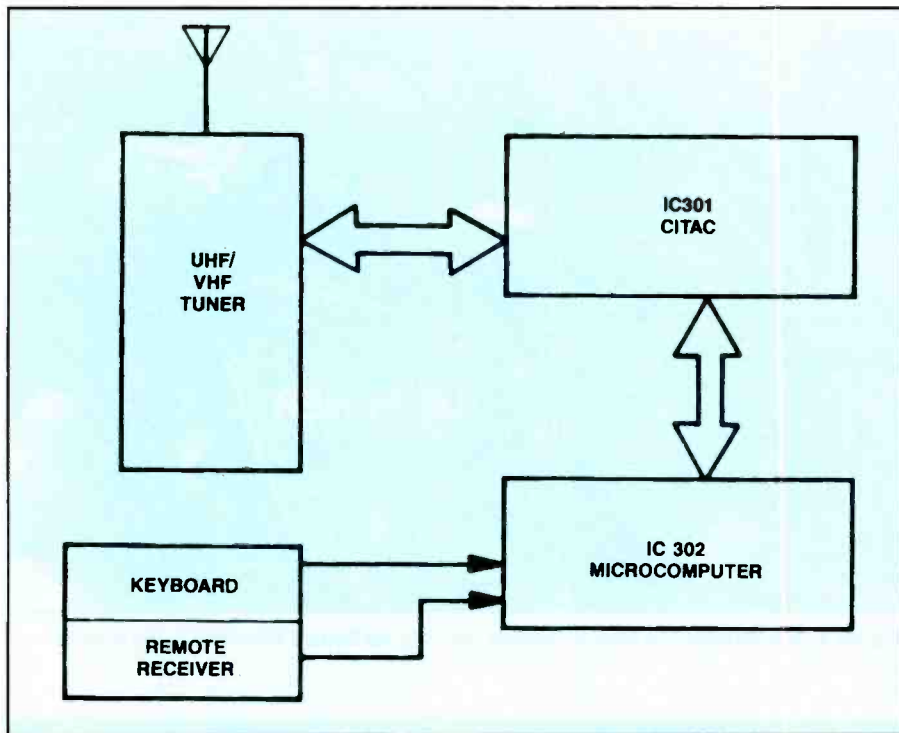 UHF/
VHF
TUNER
IC301
CITAC
IC 302
MICROCOMPUTER
KEYBOARD
REMOTE
RECEIVER